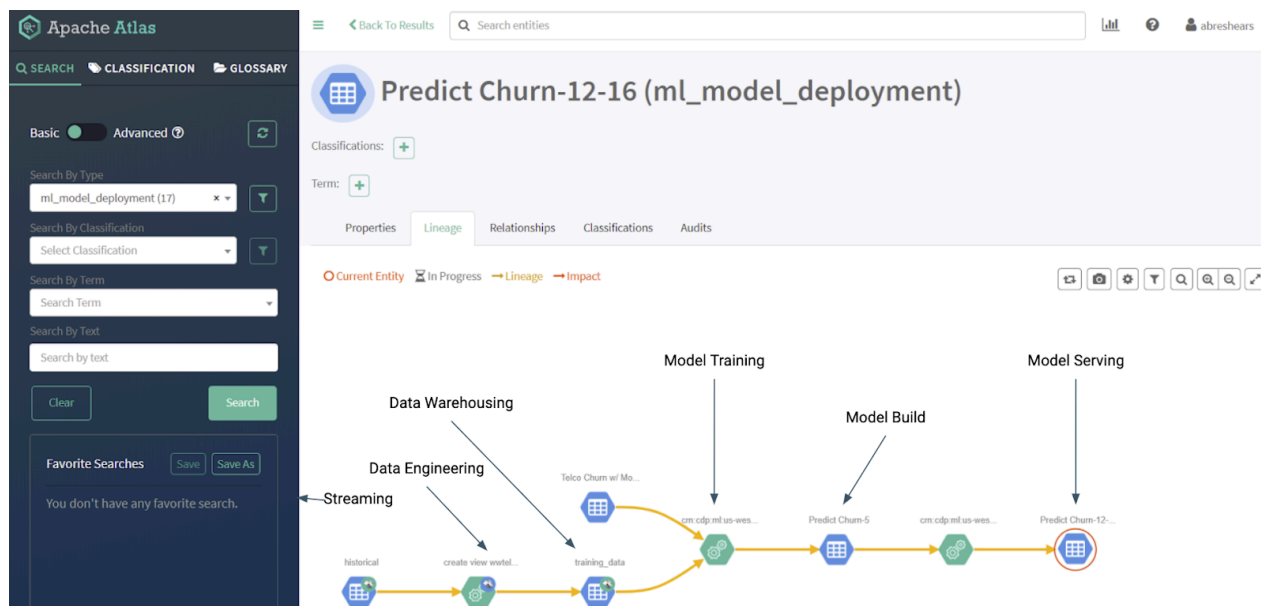 Apache Atlas
Back To Results
Search entities
abreshears
SEARCH
CLASSIFICATION
GLOSSARY
Basic
Advanced
Search By Type
ml_model_deployment (17)
Search By Classification
Select Classification
Search By Term
Search Term
Search By Text
Search by text
Clear
Search
Favorite Searches
Save
Save As
You don't have any favorite search.
Predict Churn-12-16 (ml_model_deployment)
Classifications:
Term:
Properties
Lineage
Relationships
Classifications
Audits
Current Entity
In Progress
Lineage
Impact
Model Training
Model Serving
Data Warehousing
Model Build
Data Engineering
Streaming
Telco Churn w/ Mo...
crn:cdp:ml:us-wes...
Predict Churn-5
crn:cdp:ml:us-wes...
Predict Churn-12-...
historical
create view wwtel...
training_data